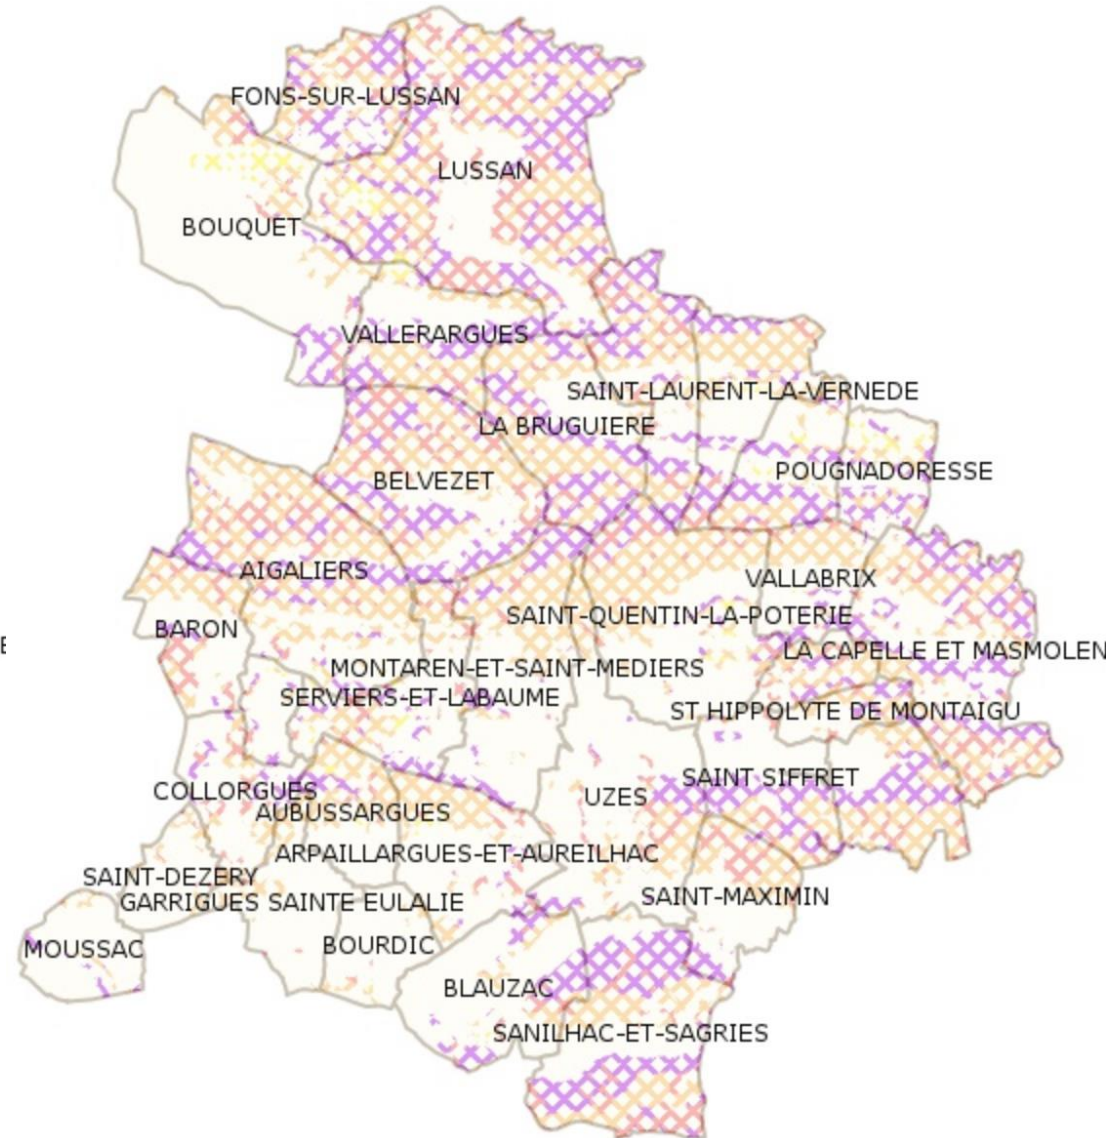 FONS-SUR-LUSSAN
LUSSAN
BOUQUET
VALLERARGUES
SAINT-LAURENT-LA-VERNEDE
LA BRUGUIERE
POUGNADORESSE
BELVEZET
AIGALIERS
VALLABRIX
SAINT-QUENTIN-LA-POTERIE
BARON
E
LA CAPELLE ET MASMOLEN
MONTAREN-ET-SAINT-MEDIERS
SERVIERS-ET-LABAUME
ST HIPPOLYTE DE MONTAIGU
SAINT SIFFRET
COLLORGUES
UZES
AUBUSSARGUES
ARPAILLARGUES-ET-AUREILHAC
SAINT-DEZERY
SAINT-MAXIMIN
GARRIGUES SAINTE EULALIE
MOUSSAC
BOURDIC
BLAUZAC
SANILHAC-ET-SAGRIES